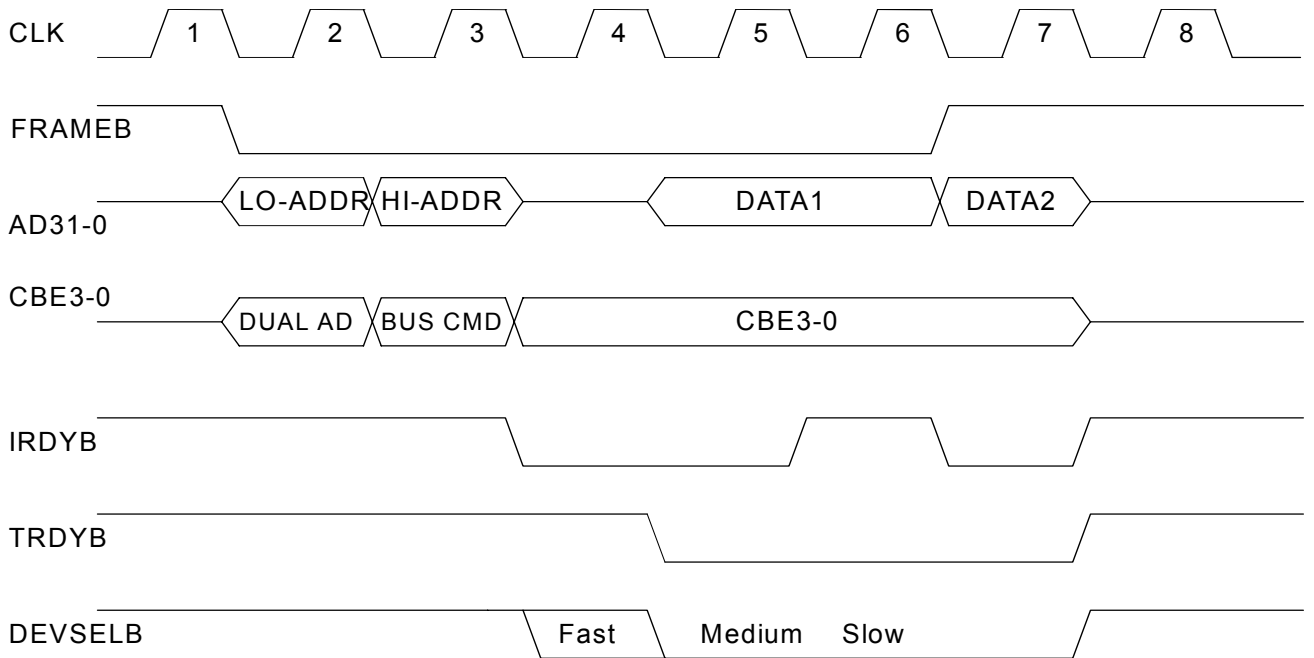 CLK 1 2 3 4 5 6 7 8
FRAMEB
LO-ADDR HI-ADDR DATA1 DATA2
AD31-0
CBE3-0
DUAL AD BUS CMD CBE3-0
IRDYB
TRDYB
DEVSELB Fast Medium Slow